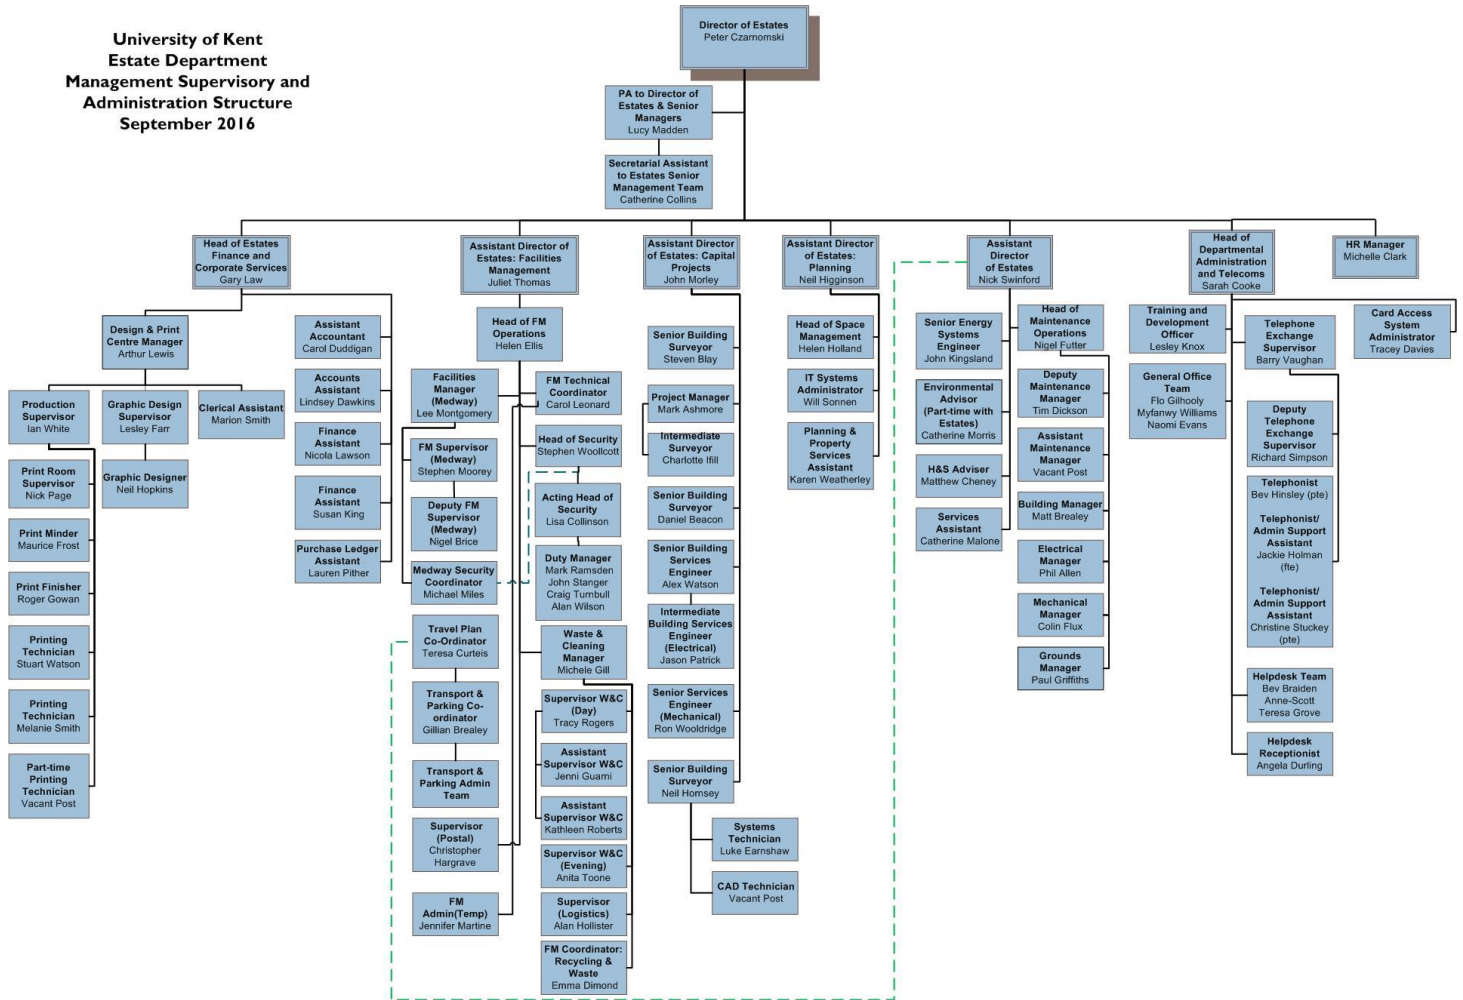 University of Kent
Estate Department
Management Supervisory and
Administration Structure
September 2016
Director of Estates
Peter Czarnomski
PA to Director of
Estates & Senior
Managers
Lucy Madden
Secretarial Assistant
to Estates Senior
Management Team
Catherine Collins
Head of Estates
Finance and
Corporate Services
Gary Law
Design & Print
Centre Manager
Arthur Lewis
Production
Supervisor
Ian White
Graphic Design
Supervisor
Lesley Farr
Clerical Assistant
Marion Smith
Print Room
Supervisor
Nick Page
Graphic Designer
Neil Hopkins
Print Minder
Maurice Frost
Print Finisher
Roger Gowan
Printing
Technician
Stuart Watson
Printing
Technician
Melanie Smith
Part-time
Printing
Technician
Vacant Post
Assistant
Accountant
Carol Duddigan
Accounts
Assistant
Lindsey Dawkins
Finance
Assistant
Nicola Lawson
Finance
Assistant
Susan King
Purchase Ledger
Assistant
Lauren Pither
Assistant Director of
Estates: Facilities
Management
Juliet Thomas
Head of FM
Operations
Helen Ellis
Facilities
Manager
(Medway)
Lee Montgomery
FM Supervisor
(Medway)
Stephen Moorey
Deputy FM
Supervisor
(Medway)
Nigel Brice
Medway Security
Coordinator
Michael Miles
Travel Plan
Co-Ordinator
Teresa Curteis
Transport &
Parking Co-
ordinator
Gillian Brealey
Transport &
Parking Admin
Team
Supervisor
(Postal)
Christopher
Hargrave
FM
Admin(Temp)
Jennifer Martine
FM Technical
Coordinator
Carol Leonard
Head of Security
Stephen Woollcott
Acting Head of
Security
Lisa Collinson
Duty Manager
Mark Ramsden
John Stanger
Craig Turnbull
Alan Wilson
Waste &
Cleaning
Manager
Michele Gill
Supervisor W&C
(Day)
Tracy Rogers
Assistant
Supervisor W&C
Jenni Guarni
Assistant
Supervisor W&C
Kathleen Roberts
Supervisor W&C
(Evening)
Anita Toone
Supervisor
(Logistics)
Alan Hollister
FM Coordinator:
Recycling &
Waste
Emma Dimond
Assistant Director
of Estates: Capital
Projects
John Morley
Senior Building
Surveyor
Steven Blay
Project Manager
Mark Ashmore
Intermediate
Surveyor
Charlotte Ifill
Senior Building
Surveyor
Daniel Beacon
Senior Building
Services
Engineer
Alex Watson
Intermediate
Building Services
Engineer
(Electrical)
Jason Patrick
Senior Services
Engineer
(Mechanical)
Ron Wooldridge
Senior Building
Surveyor
Neil Hornsey
Systems
Technician
Luke Earnshaw
CAD Technician
Vacant Post
Assistant Director
of Estates:
Planning
Neil Higginson
Head of Space
Management
Helen Holland
IT Systems
Administrator
Will Sonnen
Planning &
Property
Services
Assistant
Karen Weatherley
Assistant
Director
of Estates
Nick Swinford
Senior Energy
Systems
Engineer
John Kingsland
Environmental
Advisor
(Part-time with
Estates)
Catherine Morris
H&S Adviser
Matthew Cheney
Services
Assistant
Catherine Malone
Head of
Maintenance
Operations
Nigel Futter
Deputy
Maintenance
Manager
Tim Dickson
Assistant
Maintenance
Manager
Vacant Post
Building Manager
Matt Brealey
Electrical
Manager
Phil Allen
Mechanical
Manager
Colin Flux
Grounds
Manager
Paul Griffiths
Head of
Departmental
Administration
and Telecoms
Sarah Cooke
Training and
Development
Officer
Lesley Knox
General Office
Team
Flo Gilhooly
Myfanwy Williams
Naomi Evans
Telephone
Exchange
Supervisor
Barry Vaughan
Deputy
Telephone
Exchange
Supervisor
Richard Simpson
Telephonist
Bev Hinsley (pte)
Telephonist/
Admin Support
Assistant
Jackie Holman
(fte)
Telephonist/
Admin Support
Assistant
Christine Stuckey
(pte)
Helpdesk Team
Bev Braiden
Anne-Scott
Teresa Grove
Helpdesk
Receptionist
Angela Durling
Card Access
System
Administrator
Tracey Davies
HR Manager
Michelle Clark